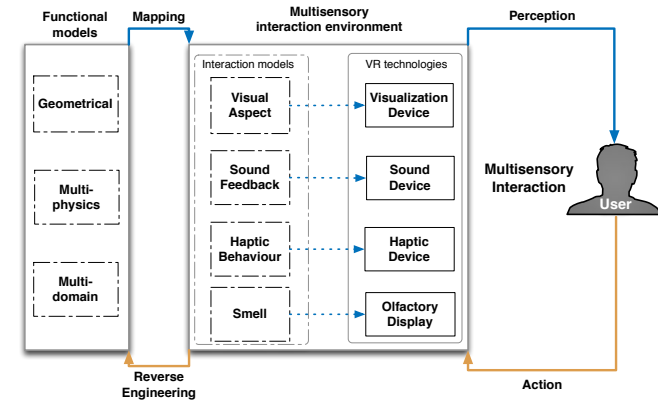 Functional
models
Mapping
Multisensory
interaction environment
Perception
Geometrical
Multi-
physics
Multi-
domain
Interaction models
Visual
Aspect
Sound
Feedback
Haptic
Behaviour
Smell
VR technologies
Visualization
Device
Sound
Device
Haptic
Device
Olfactory
Display
Multisensory
Interaction
User
Reverse
Engineering
Action